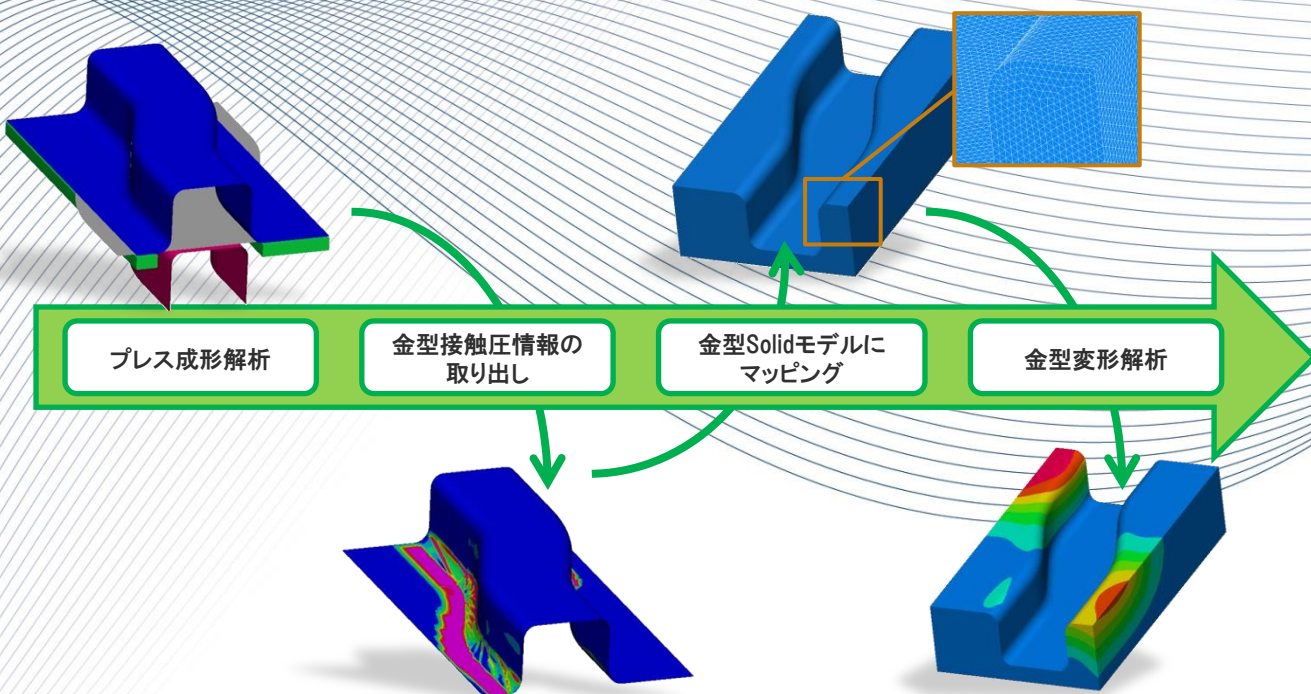 プレス成形解析
金型接触圧情報の
取り出し
金型Solidモデルに
マッピング
金型変形解析